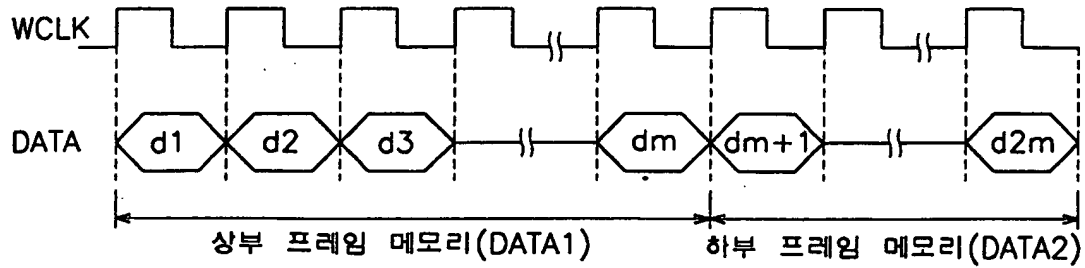 WCLK
DATA d1 d2 d3 dm dm+1 d2m
상부 프레임 메모리(DATA1) 하부 프레임 메모리(DATA2)